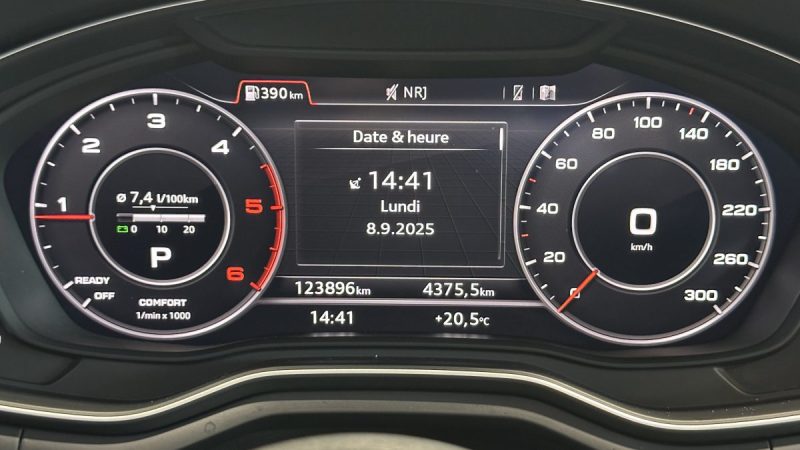 390 km
NRJ
Date & heure
14:41
Lundi
8.9.2025
123896 km
4375,5 km
14:41
+20,5 °C
1
2
3
4
5
6
Ø 7,4 l/100km
0 10 20
P
READY
OFF
COMFORT
1/min x 1000
0
20
40
60
80
100
120
140
180
220
260
300
0
km/h